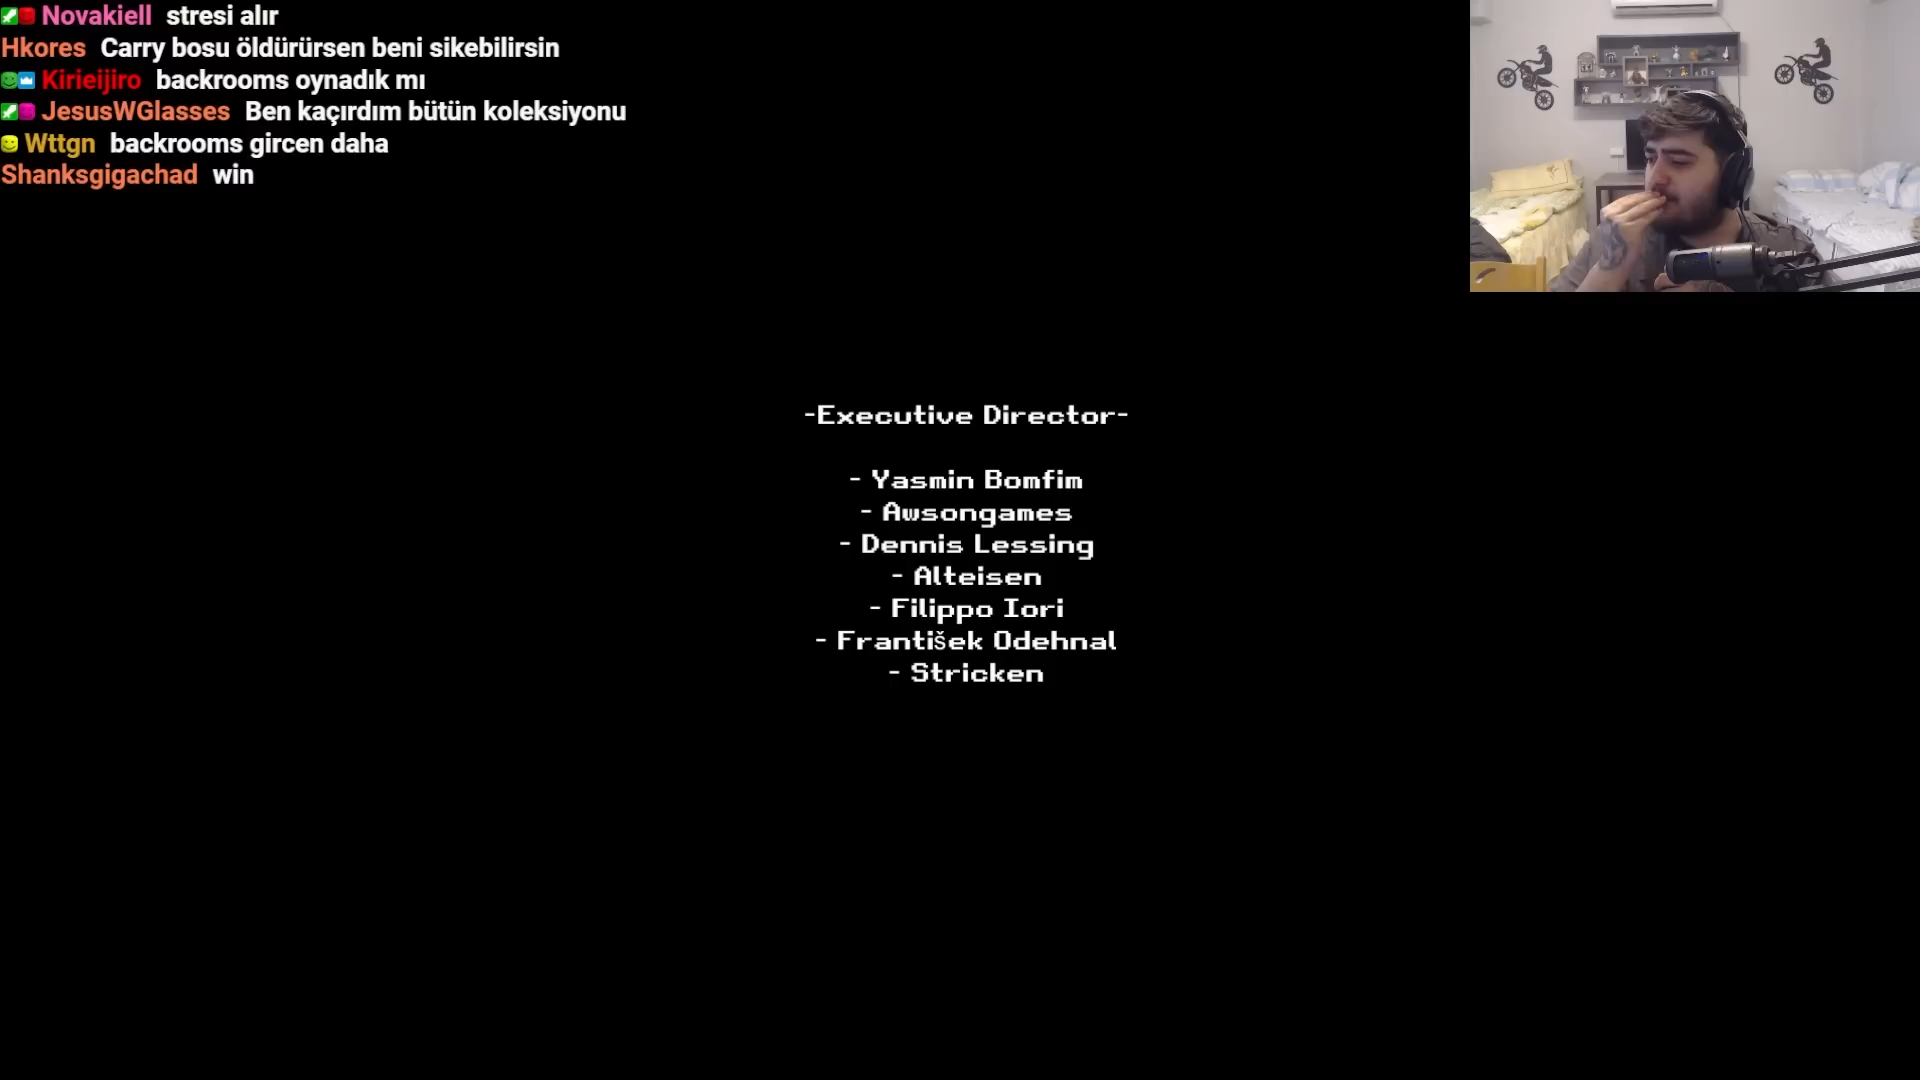 Novakiell stresi alır
Hkores Carry bosu öldürürsen beni sikebilirsin
Kirieijiro backrooms oynadık mı
JesusWGlasses Ben kaçırdım bütün koleksiyonu
Wttgn backrooms gircen daha
Shanksgigachad win
-Executive Director-
- Yasmin Bomfim
- Awsongames
- Dennis Lessing
- Alteisen
- Filippo Iori
- František Odehnal
- Stricken